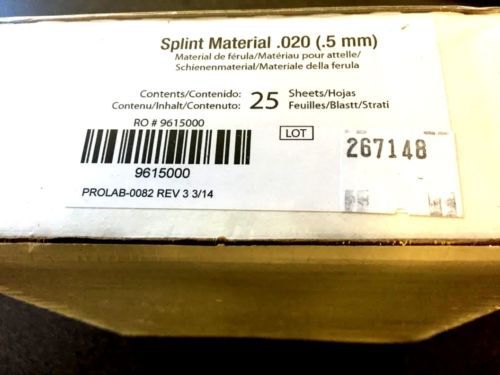 Splint Material .020 (.5 mm)
Material de férula/Matériau pour attelle/
Schienenmaterial/Materiale della ferula
Contents/Contenido: 25 Sheets/Hojas
Contenu/Inhalt/Contenuto: Feuilles/Blastt/Strati
RO # 9615000
LOT 267148
9615000
PROLAB-0082 REV 3 3/14